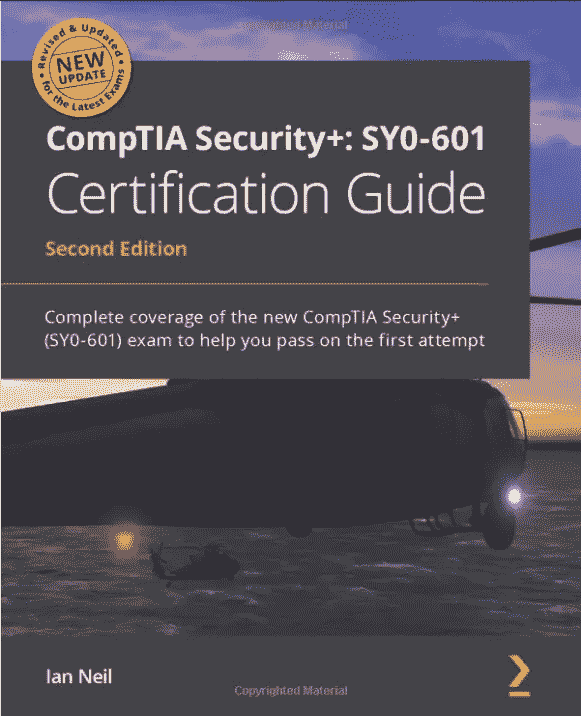 Copyrighted Material
Revised & Updated
NEW
UPDATE
for the Latest Exams
CompTIA Security+: SY0-601
Certification Guide
Second Edition
Complete coverage of the new CompTIA Security+
(SY0-601) exam to help you pass on the first attempt
Ian Neil
Copyrighted Material